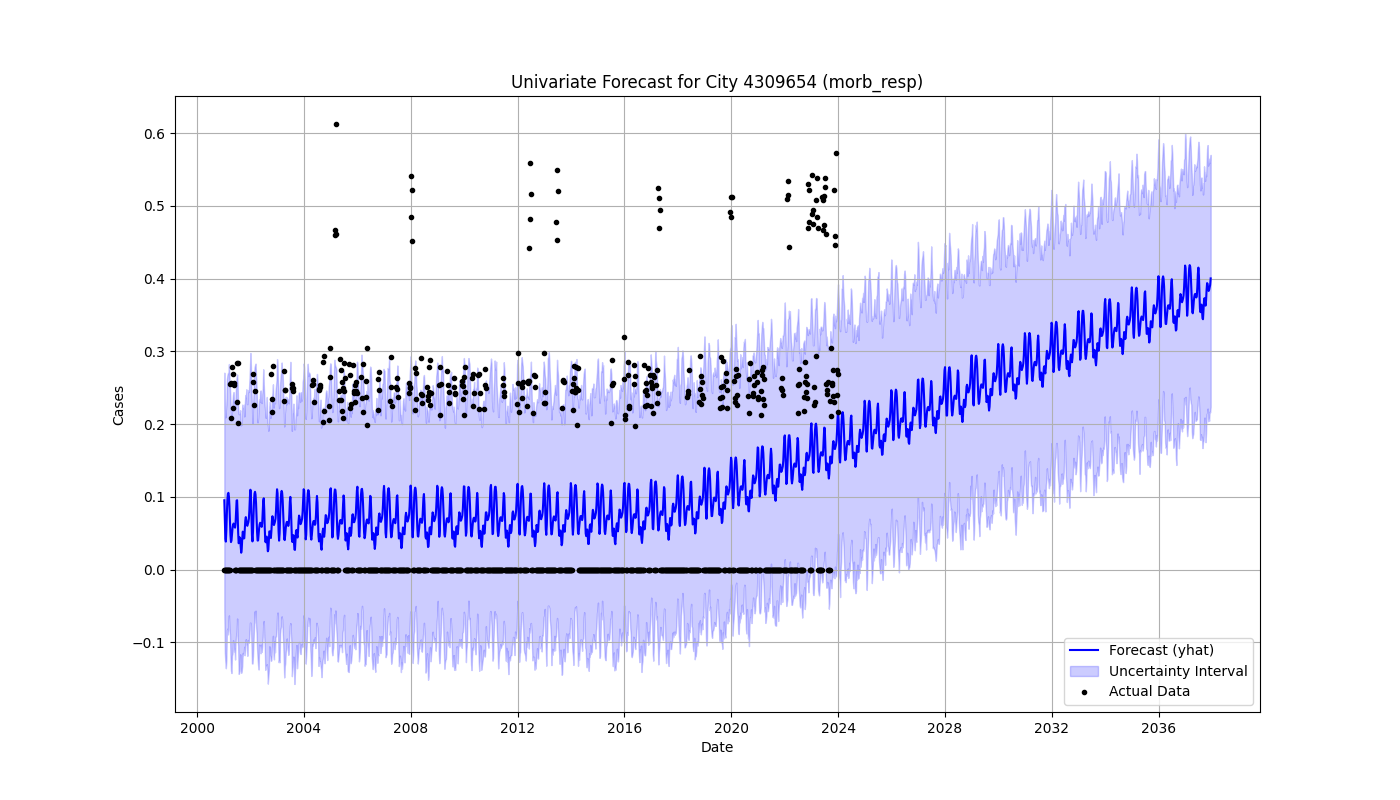 Univariate Forecast for City 4309654 (morb_resp)
Cases
0.6
0.5
0.4
0.3
0.2
0.1
0.0
−0.1
2000 2004 2008 2012 2016 2020 2024 2028 2032 2036
Date
Forecast (yhat)
Uncertainty Interval
Actual Data